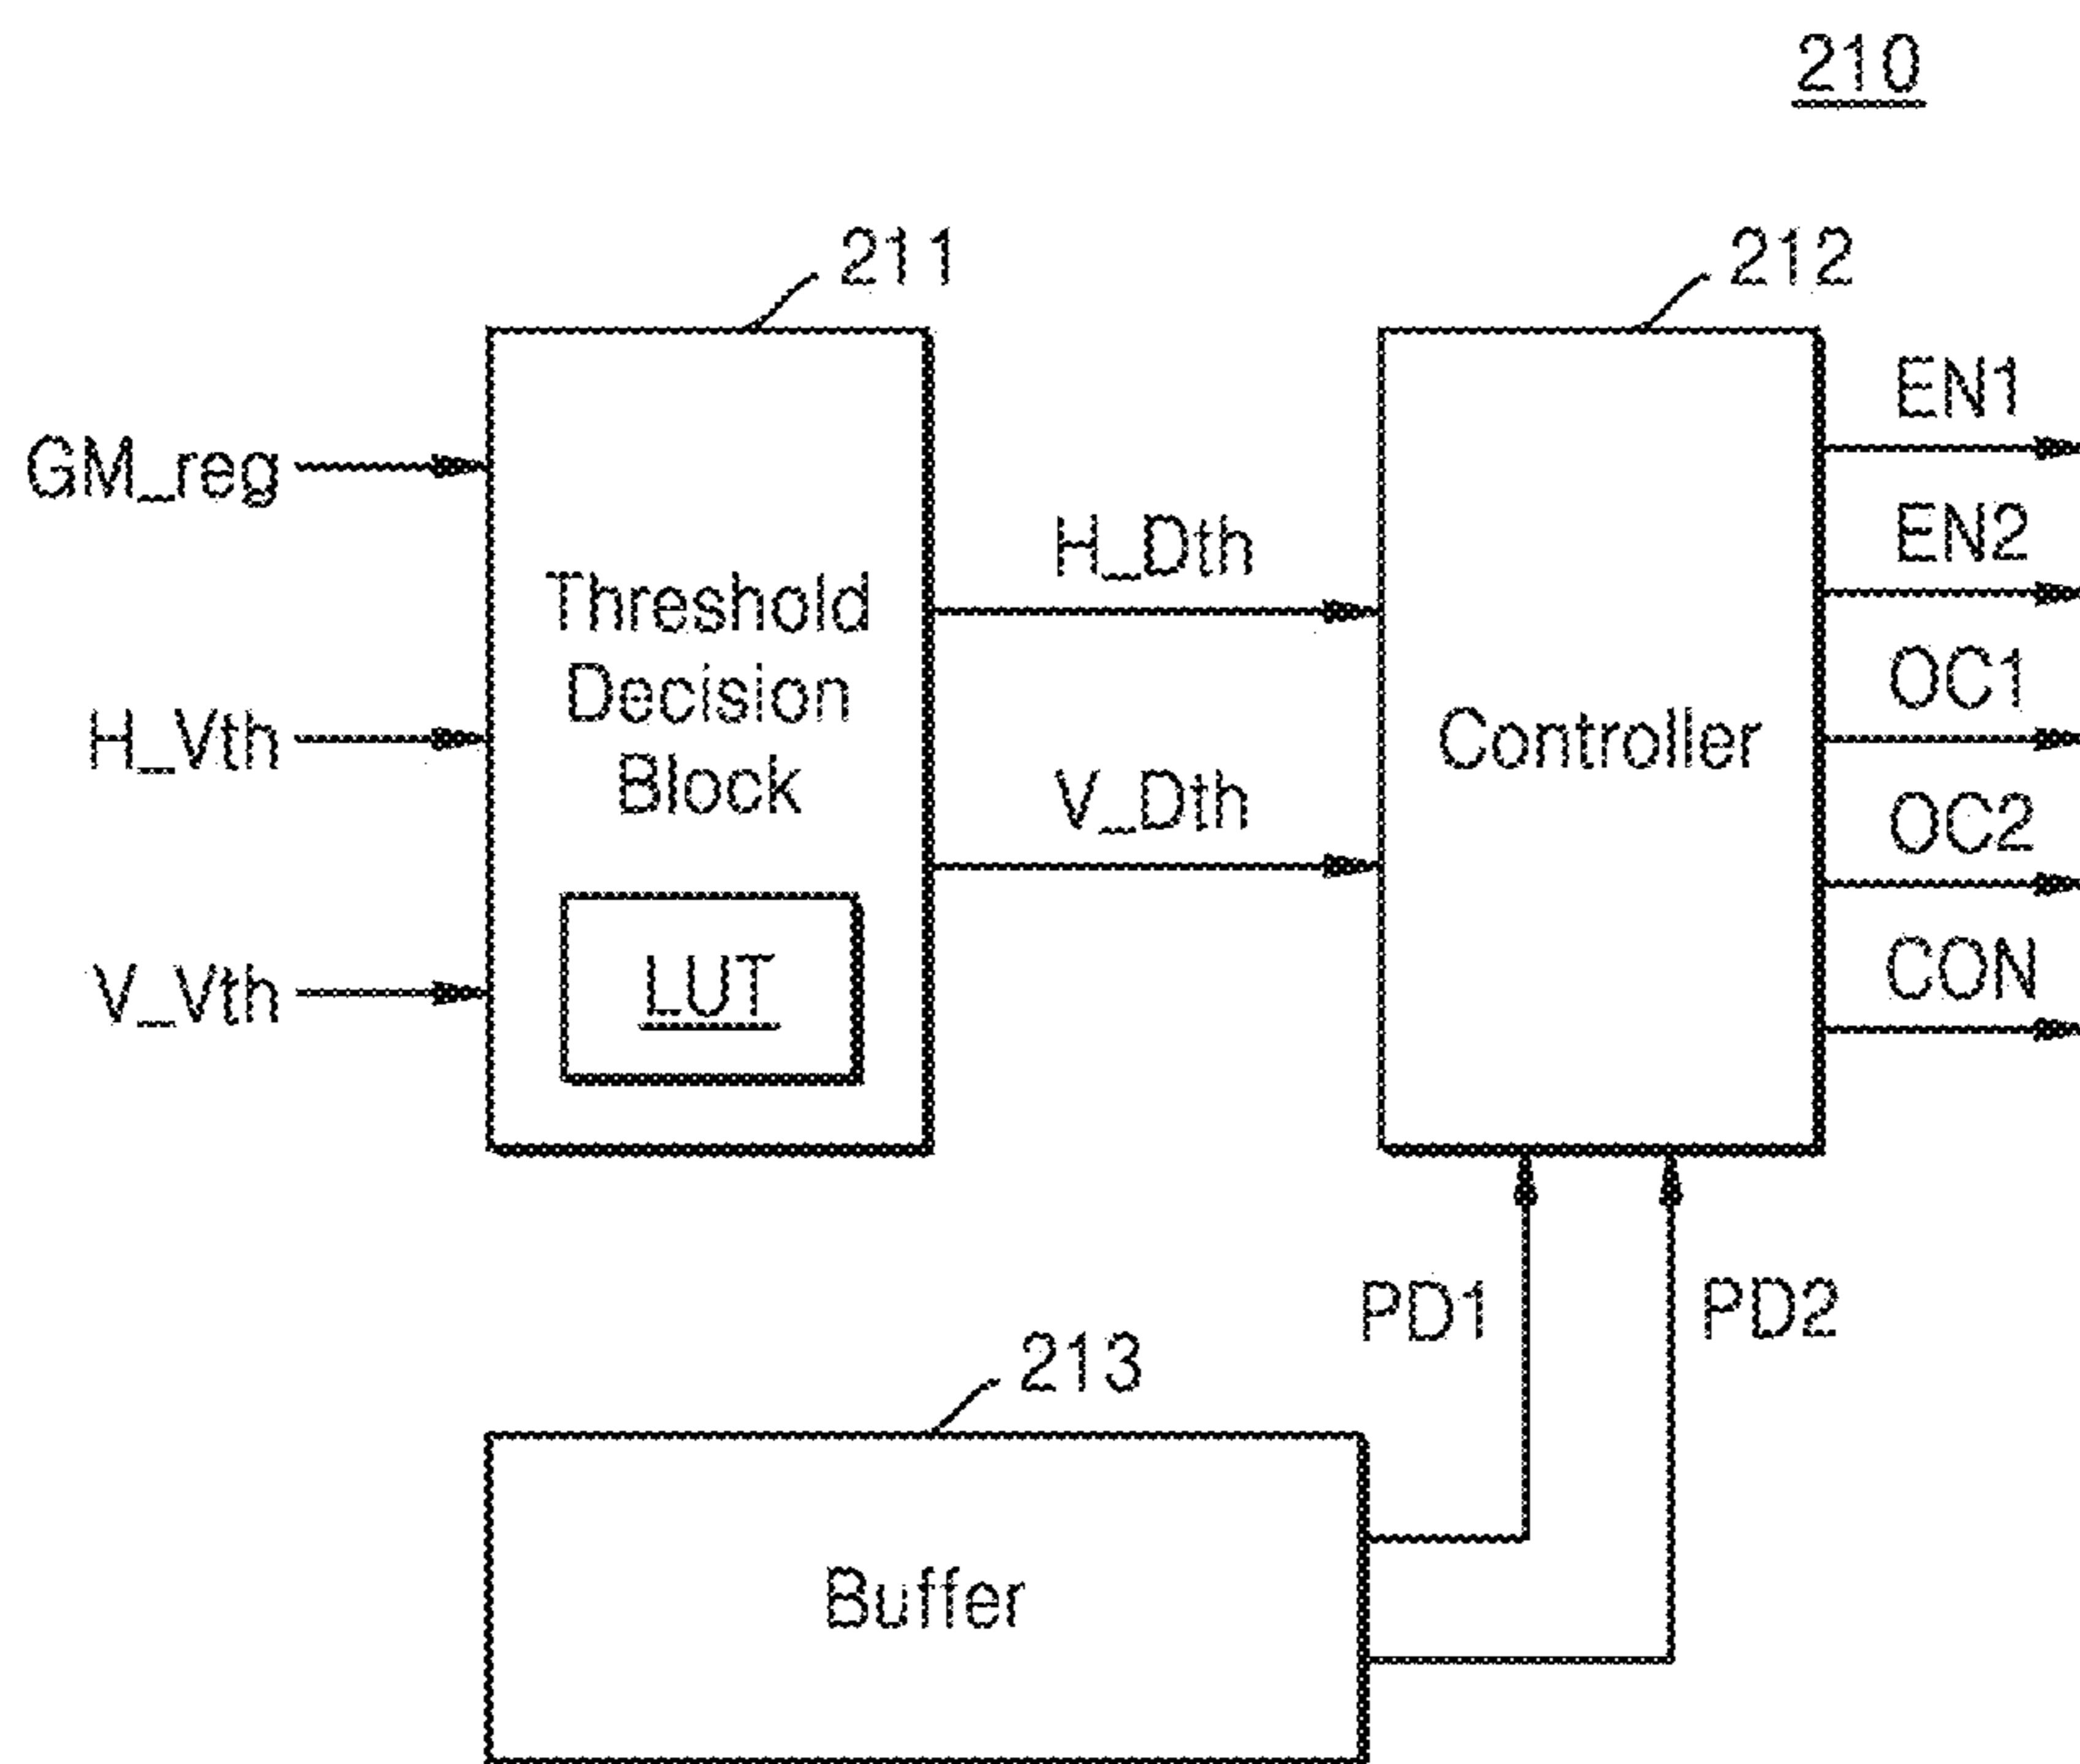 210
211
212
GM_reg
H_Vth
V_Vth
Threshold
Decision
Block
LUT
H_Dth
V_Dth
Controller
EN1
EN2
OC1
OC2
CON
PD1
PD2
213
Buffer